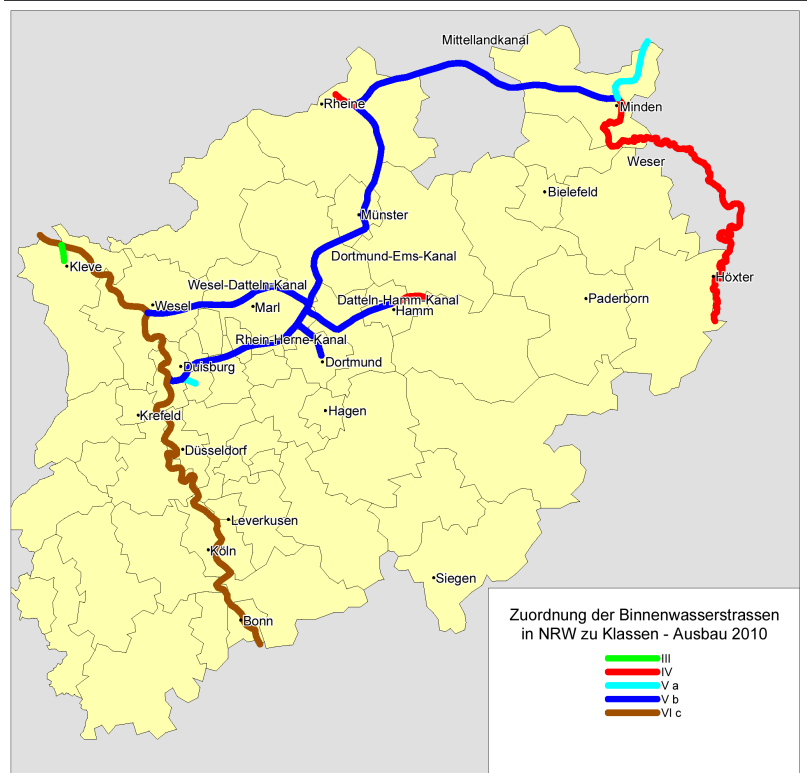 Mittellandkanal
Rheine
Minden
Weser
Bielefeld
Münster
Dortmund-Ems-Kanal
Kleve
Höxter
Wesel-Datteln-Kanal
Datteln-Hamm-Kanal
Paderborn
Wesel
Marl
Hamm
Rhein-Herne-Kanal
Duisburg
Dortmund
Krefeld
Hagen
Düsseldorf
Leverkusen
Köln
Siegen
Bonn
Zuordnung der Binnenwasserstrassen
in NRW zu Klassen - Ausbau 2010
III
IV
V a
V b
VI c